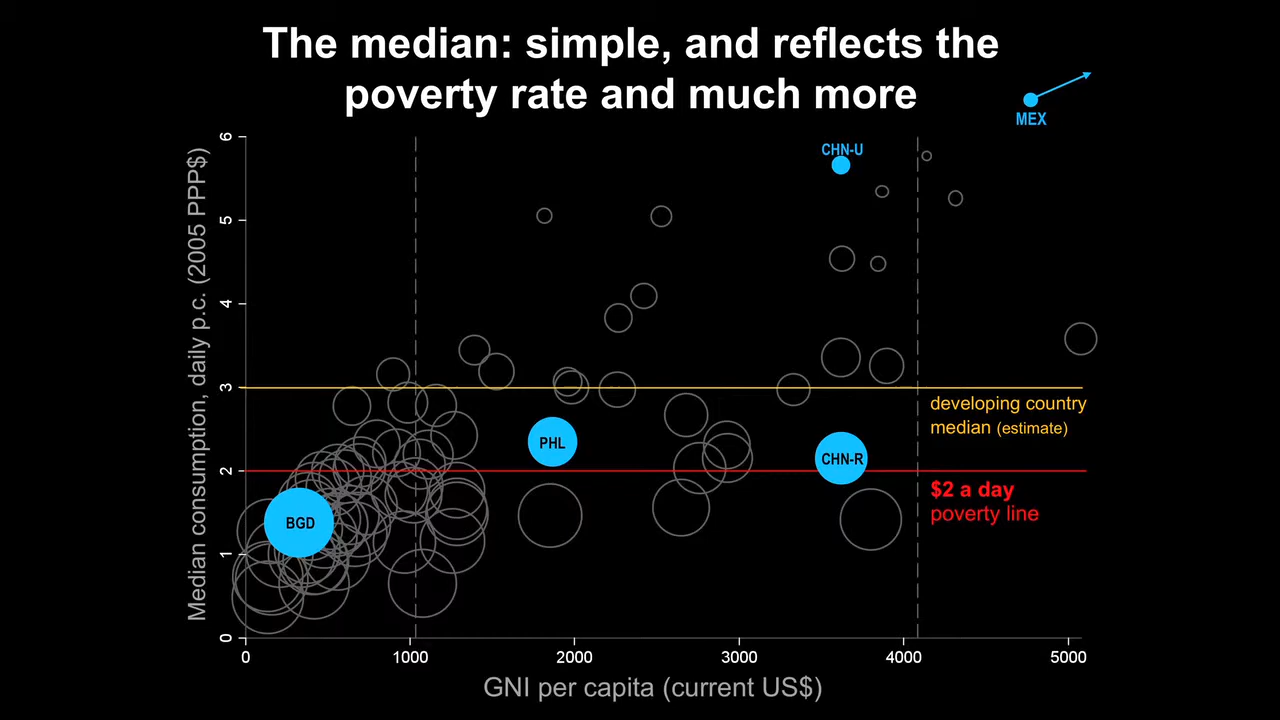 The median: simple, and reflects the
poverty rate and much more
MEX
CHN-U
Median consumption, daily p.c. (2005 PPP$)
6
5
4
3
2
1
0
developing country
median (estimate)
PHL
CHN-R
$2 a day
poverty line
BGD
0 1000 2000 3000 4000 5000
GNI per capita (current US$)